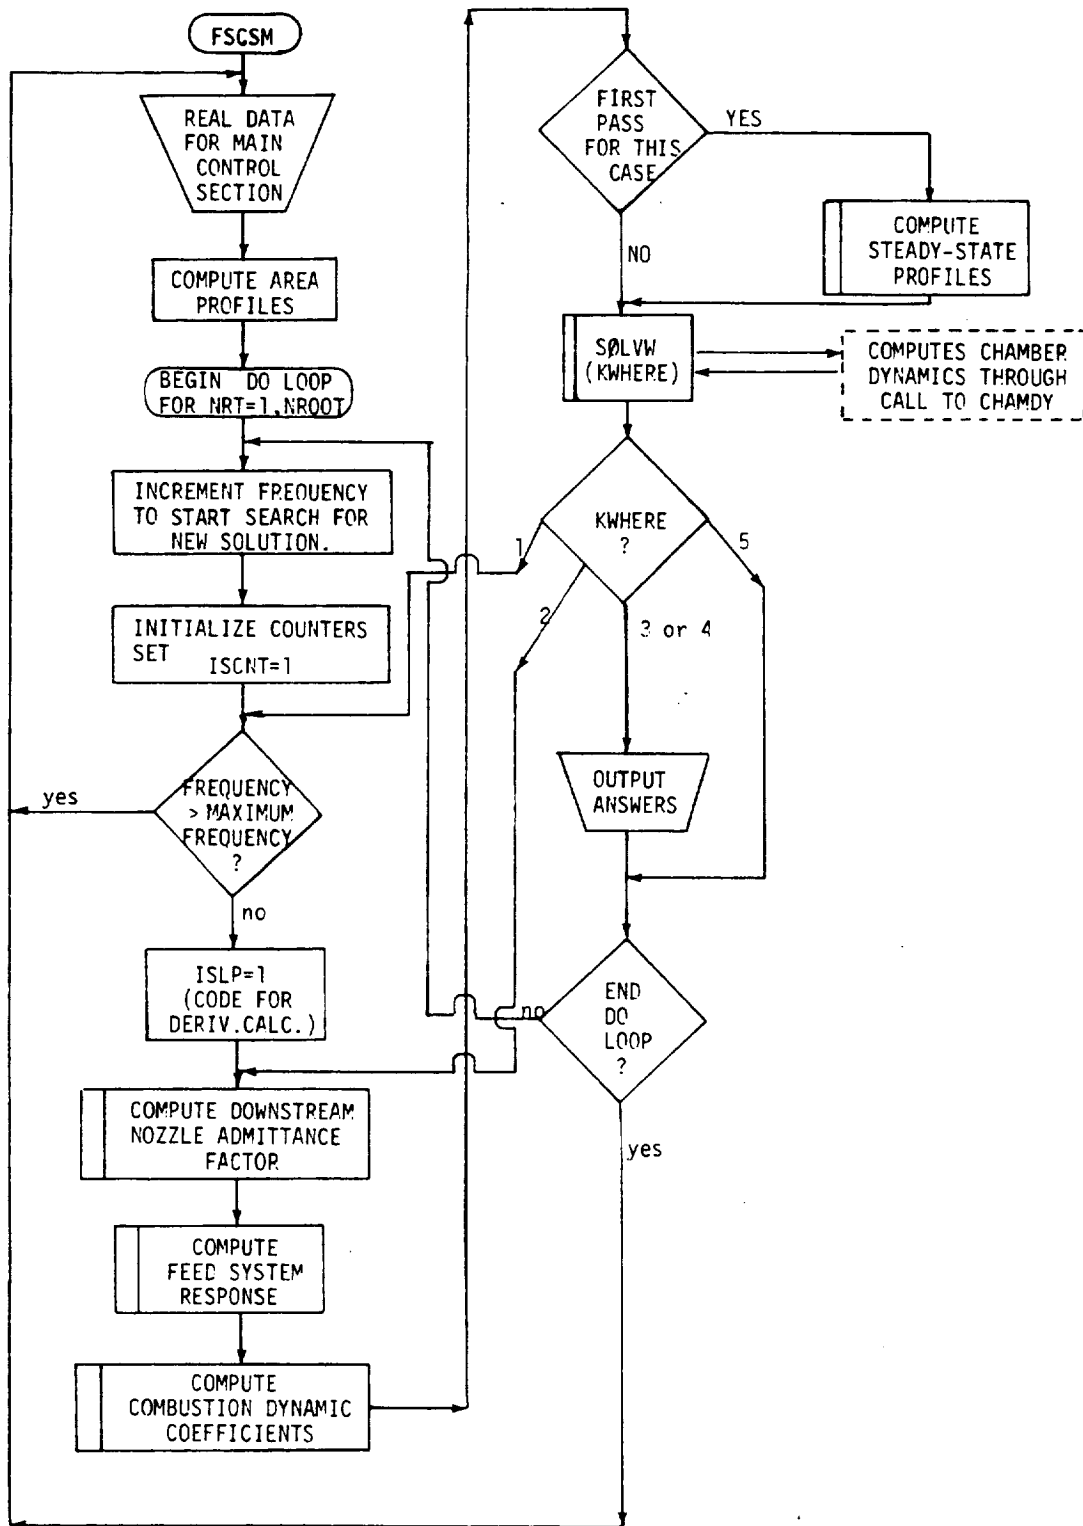 FSCSM
REAL DATA
FOR MAIN
CONTROL
SECTION
COMPUTE AREA
PROFILES
BEGIN DO LOOP
FOR NRT=1,NROOT
INCREMENT FREQUENCY
TO START SEARCH FOR
NEW SOLUTION.
INITIALIZE COUNTERS
SET
ISCNT=1
FREQUENCY
> MAXIMUM
FREQUENCY
?
yes
no
ISLP=1
(CODE FOR
DERIV.CALC.)
COMPUTE DOWNSTREAM
NOZZLE ADMITTANCE
FACTOR
COMPUTE
FEED SYSTEM
RESPONSE
COMPUTE
COMBUSTION DYNAMIC
COEFFICIENTS
FIRST
PASS
FOR THIS
CASE
YES
NO
COMPUTE
STEADY-STATE
PROFILES
SØLVW
(KWHERE)
COMPUTES CHAMBER
DYNAMICS THROUGH
CALL TO CHAMDY
KWHERE
?
1
2
3 or 4
5
OUTPUT
ANSWERS
END
DO
LOOP
?
no
yes